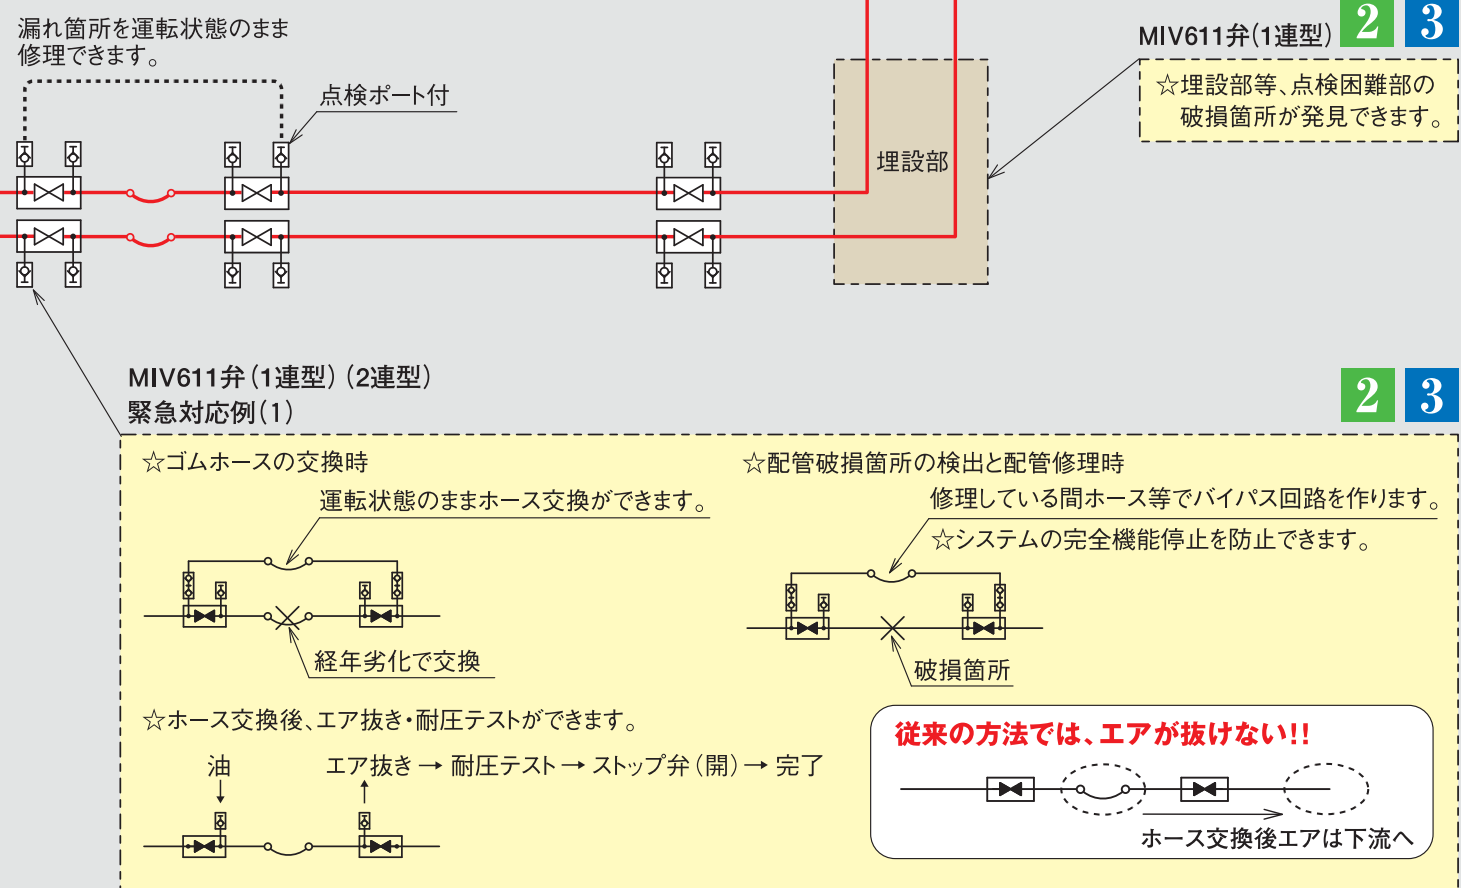 漏れ箇所を運転状態のまま
修理できます。
点検ポート付
MIV611弁(1連型)
2 3
☆埋設部等、点検困難部の
破損箇所が発見できます。
埋設部
MIV611弁(1連型)(2連型)
緊急対応例(1)
2 3
☆ゴムホースの交換時
運転状態のままホース交換ができます。
経年劣化で交換
☆配管破損箇所の検出と配管修理時
修理している間ホース等でバイパス回路を作ります。
☆システムの完全機能停止を防止できます。
破損箇所
☆ホース交換後、エア抜き・耐圧テストができます。
油
エア抜き→耐圧テスト→ストップ弁(開)→完了
従来の方法では、エアが抜けない!!
ホース交換後エアは下流へ